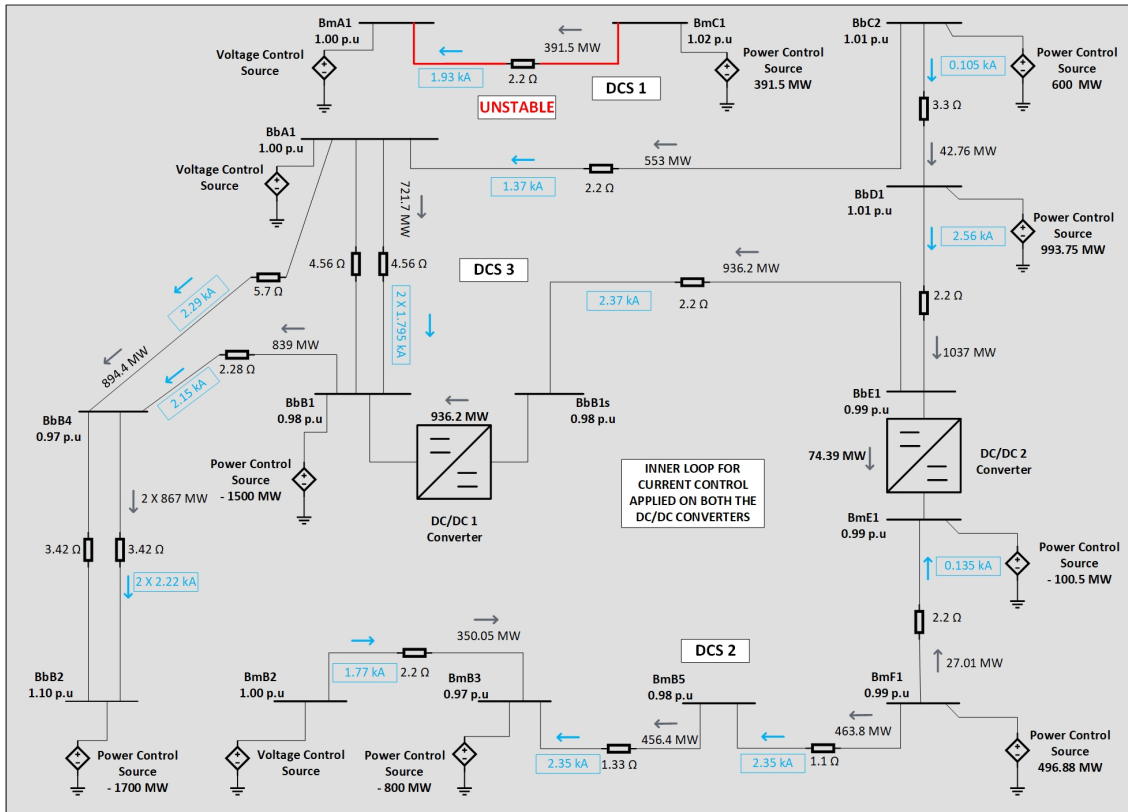 BmA1
1.00 p.u
Voltage Control
Source
391.5 MW
1.93 kA
2.2 Ω
UNSTABLE
DCS 1
BmC1
1.02 p.u
Power Control
Source
391.5 MW
BbC2
1.01 p.u
0.105 kA
Power Control
Source
600 MW
3.3 Ω
42.76 MW
BbA1
1.00 p.u
Voltage Control
Source
553 MW
1.37 kA
2.2 Ω
BbD1
1.01 p.u
2.56 kA
Power Control
Source
993.75 MW
2.2 Ω
1037 MW
721.7 MW
4.56 Ω
4.56 Ω
2 X 1.795 kA
DCS 3
936.2 MW
2.37 kA
2.2 Ω
2.29 kA
5.7 Ω
894.4 MW
839 MW
2.28 Ω
2.15 kA
BbB4
0.97 p.u
BbB1
0.98 p.u
936.2 MW
BbB1s
0.98 p.u
BbE1
0.99 p.u
Power Control
Source
- 1500 MW
DC/DC 1
Converter
INNER LOOP FOR
CURRENT CONTROL
APPLIED ON BOTH THE
DC/DC CONVERTERS
74.39 MW
DC/DC 2
Converter
2 X 867 MW
3.42 Ω
3.42 Ω
2 X 2.22 kA
BmE1
0.99 p.u
0.135 kA
Power Control
Source
- 100.5 MW
2.2 Ω
27.01 MW
350.05 MW
1.77 kA
2.2 Ω
DCS 2
BbB2
1.10 p.u
Power Control
Source
- 1700 MW
BmB2
1.00 p.u
Voltage Control
Source
BmB3
0.97 p.u
Power Control
Source
- 800 MW
BmB5
0.98 p.u
456.4 MW
2.35 kA
1.33 Ω
BmF1
0.99 p.u
463.8 MW
2.35 kA
1.1 Ω
Power Control
Source
496.88 MW